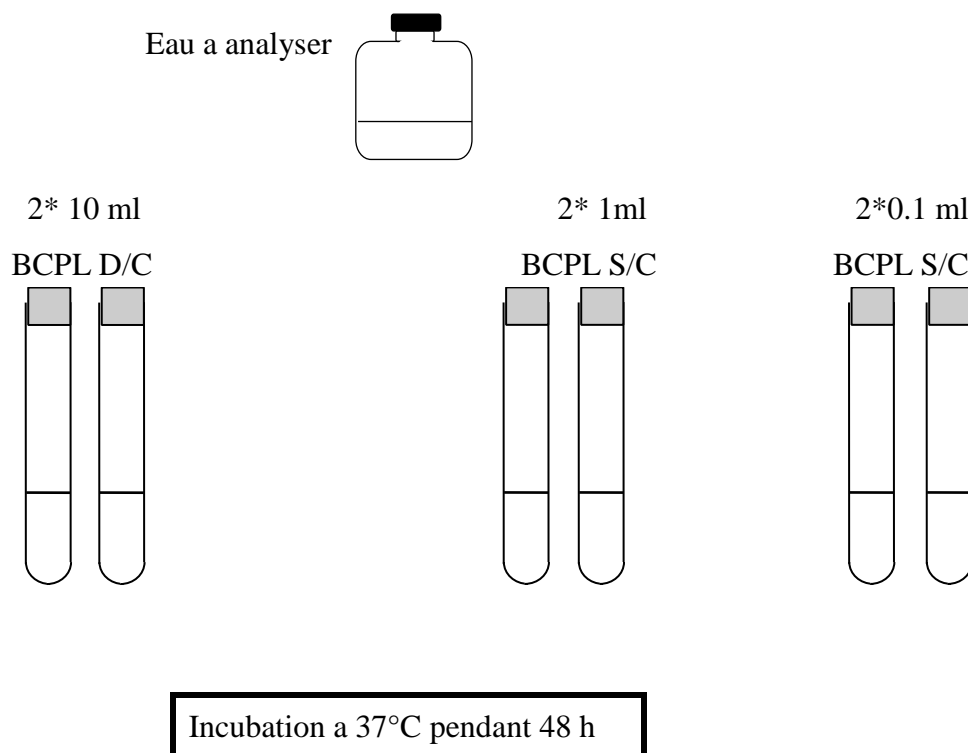 Eau a analyser
2* 10 ml
2* 1ml
2*0.1 ml
BCPL D/C
BCPL S/C
BCPL S/C
Incubation a 37°C pendant 48 h